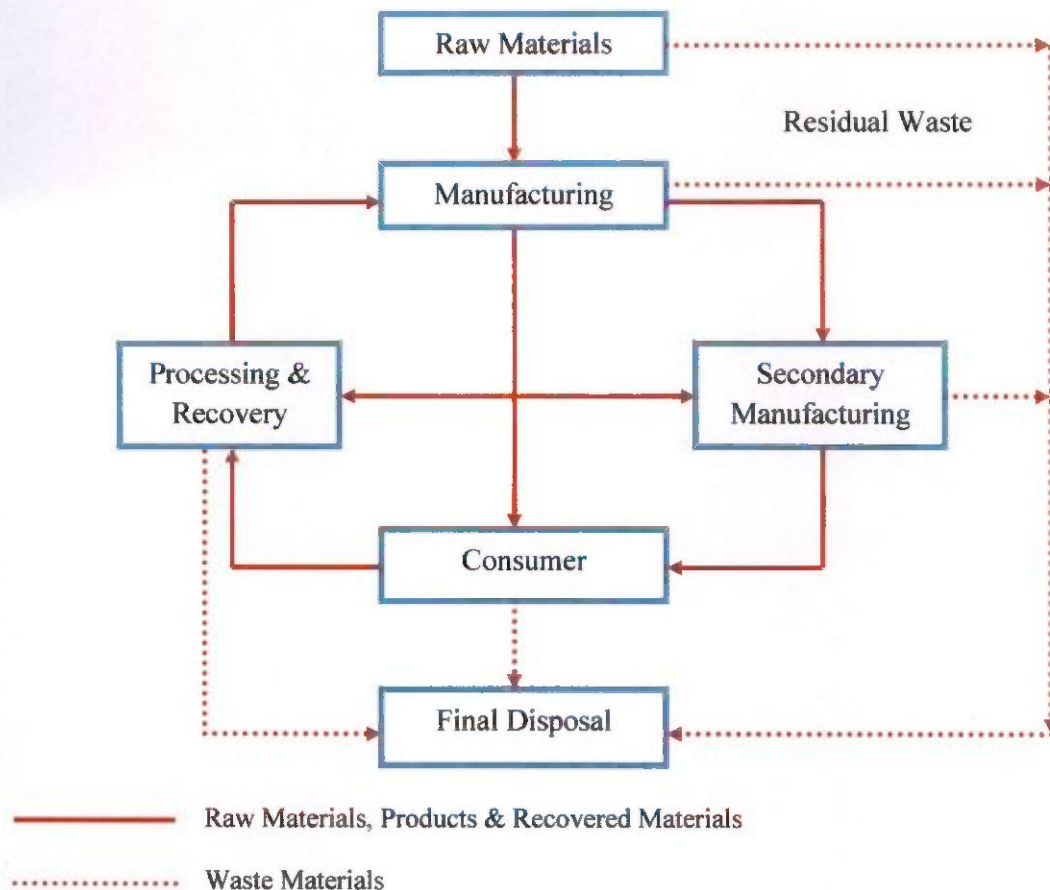 Raw Materials
Residual Waste
Manufacturing
Processing &
Recovery
Secondary
Manufacturing
Consumer
Final Disposal
Raw Materials, Products & Recovered Materials
Waste Materials